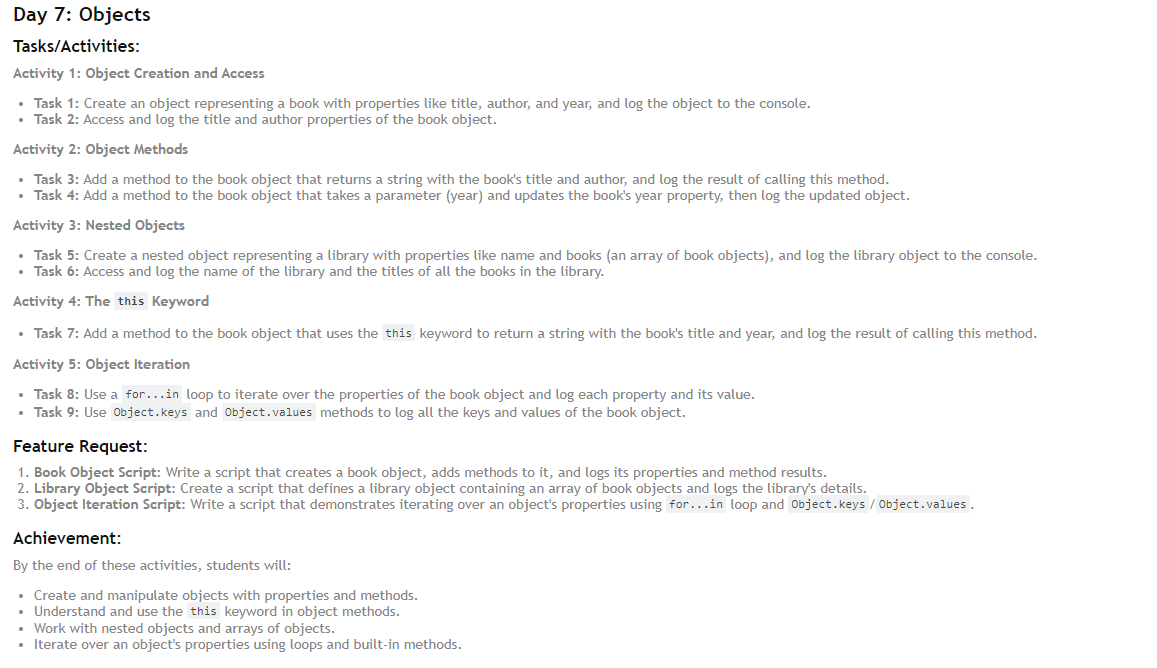 Day 7: Objects
Tasks/Activities:
Activity 1: Object Creation and Access
• Task 1: Create an object representing a book with properties like title, author, and year, and log the object to the console.
• Task 2: Access and log the title and author properties of the book object.
Activity 2: Object Methods
• Task 3: Add a method to the book object that returns a string with the book's title and author, and log the result of calling this method.
• Task 4: Add a method to the book object that takes a parameter (year) and updates the book's year property, then log the updated object.
Activity 3: Nested Objects
• Task 5: Create a nested object representing a library with properties like name and books (an array of book objects), and log the library object to the console.
• Task 6: Access and log the name of the library and the titles of all the books in the library.
Activity 4: The this Keyword
• Task 7: Add a method to the book object that uses the this keyword to return a string with the book's title and year, and log the result of calling this method.
Activity 5: Object Iteration
• Task 8: Use a for...in loop to iterate over the properties of the book object and log each property and its value.
• Task 9: Use Object.keys and Object.values methods to log all the keys and values of the book object.
Feature Request:
1. Book Object Script: Write a script that creates a book object, adds methods to it, and logs its properties and method results.
2. Library Object Script: Create a script that defines a library object containing an array of book objects and logs the library's details.
3. Object Iteration Script: Write a script that demonstrates iterating over an object's properties using for...in loop and Object.keys/Object.values.
Achievement:
By the end of these activities, students will:
• Create and manipulate objects with properties and methods.
• Understand and use the this keyword in object methods.
• Work with nested objects and arrays of objects.
• Iterate over an object's properties using loops and built-in methods.